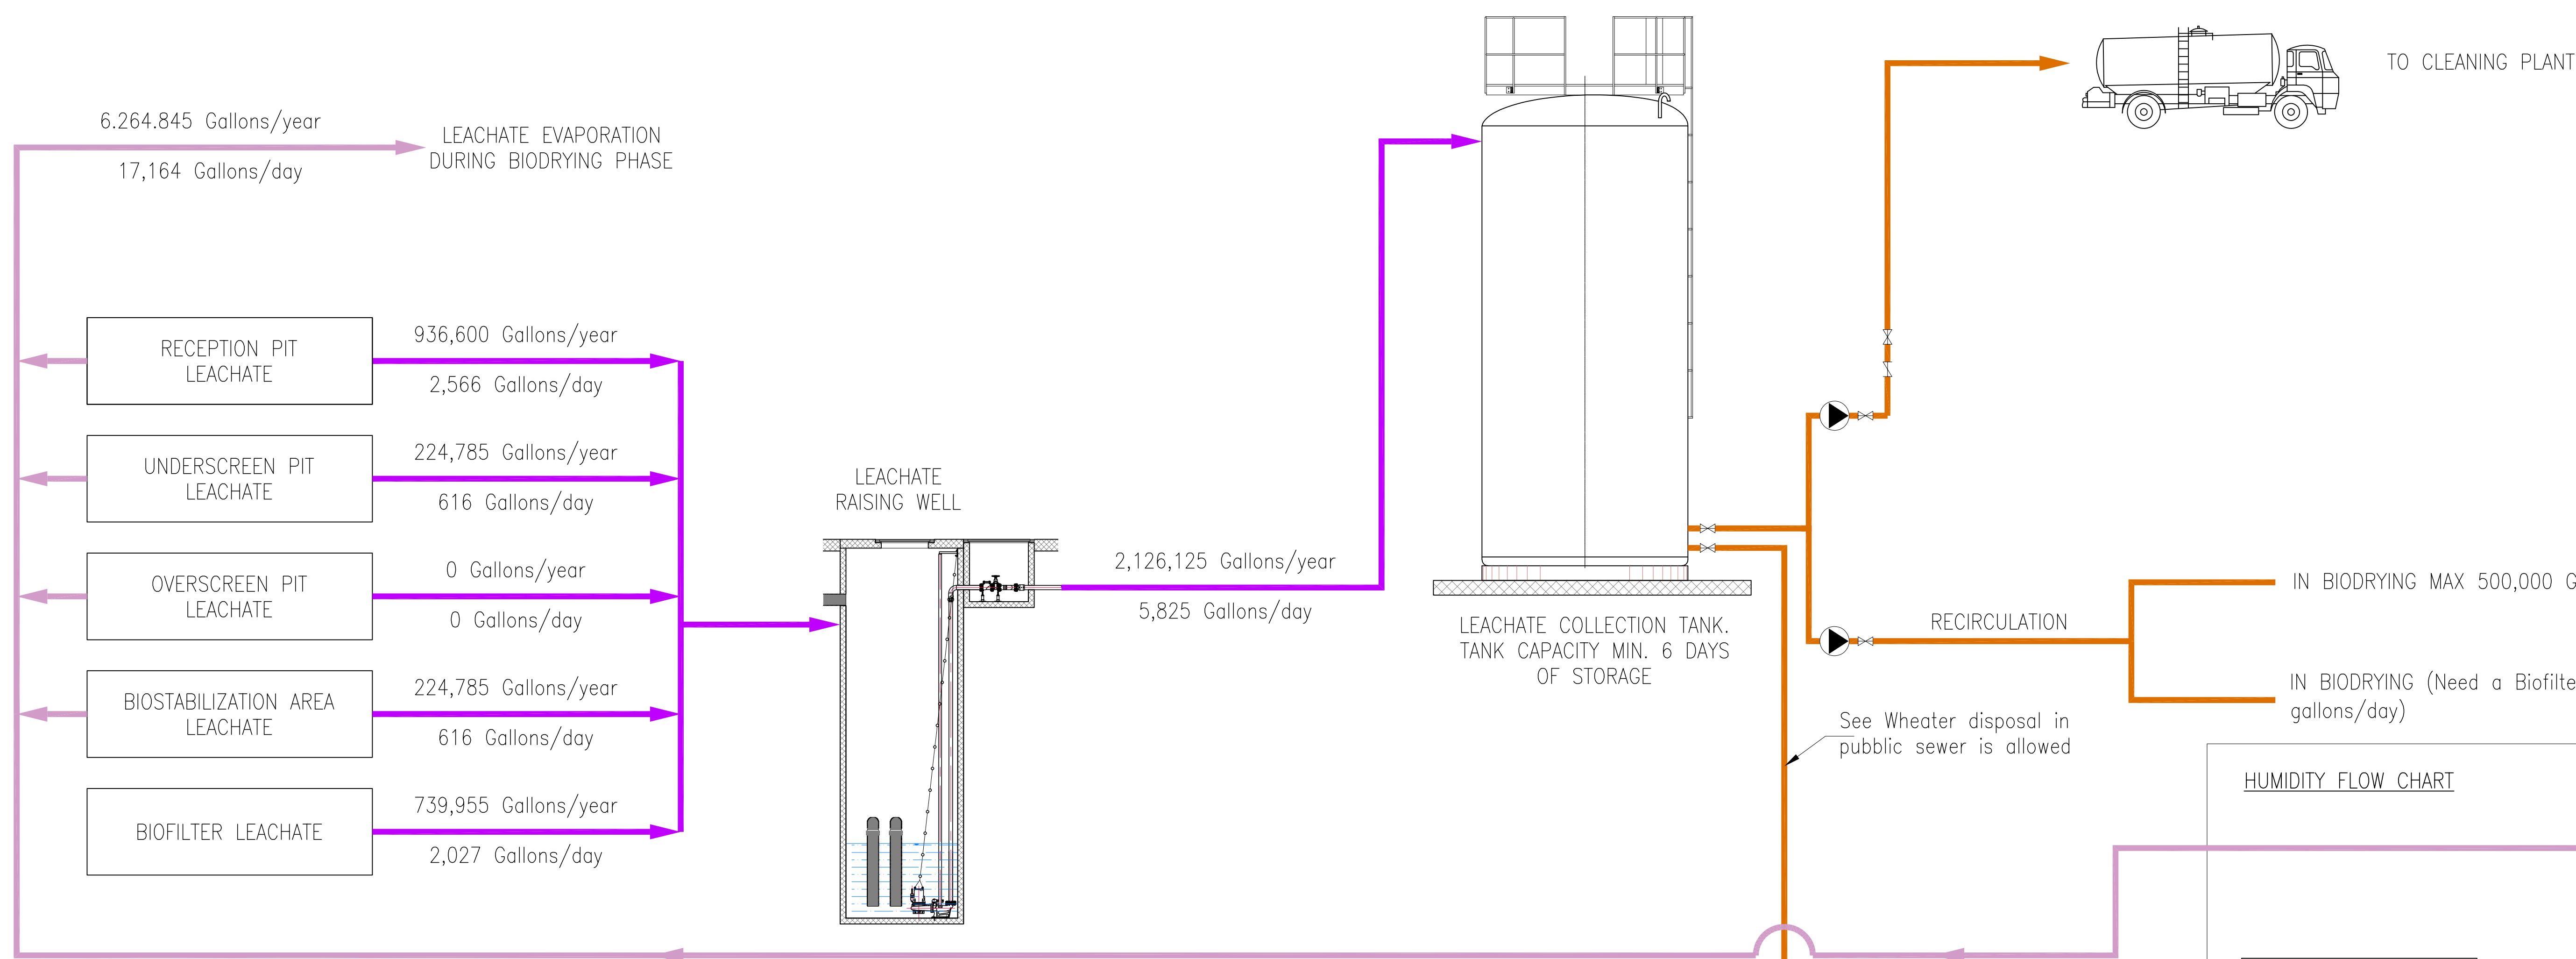 TO CLEANING PLANT
6.264.845 Gallons/year
17,164 Gallons/day
LEACHATE EVAPORATION
DURING BIODRYING PHASE
RECEPTION PIT
LEACHATE
936,600 Gallons/year
2,566 Gallons/day
UNDERSCREEN PIT
LEACHATE
224,785 Gallons/year
616 Gallons/day
OVERSCREEN PIT
LEACHATE
0 Gallons/year
0 Gallons/day
BIOSTABILIZATION AREA
LEACHATE
224,785 Gallons/year
616 Gallons/day
BIOFILTER LEACHATE
739,955 Gallons/year
2,027 Gallons/day
LEACHATE
RAISING WELL
2,126,125 Gallons/year
5,825 Gallons/day
LEACHATE COLLECTION TANK.
TANK CAPACITY MIN. 6 DAYS
OF STORAGE
RECIRCULATION
IN BIODRYING MAX 500,000 G
IN BIODRYING (Need a Biofilte
gallons/day)
See Wheater disposal in
pubblic sewer is allowed
HUMIDITY FLOW CHART